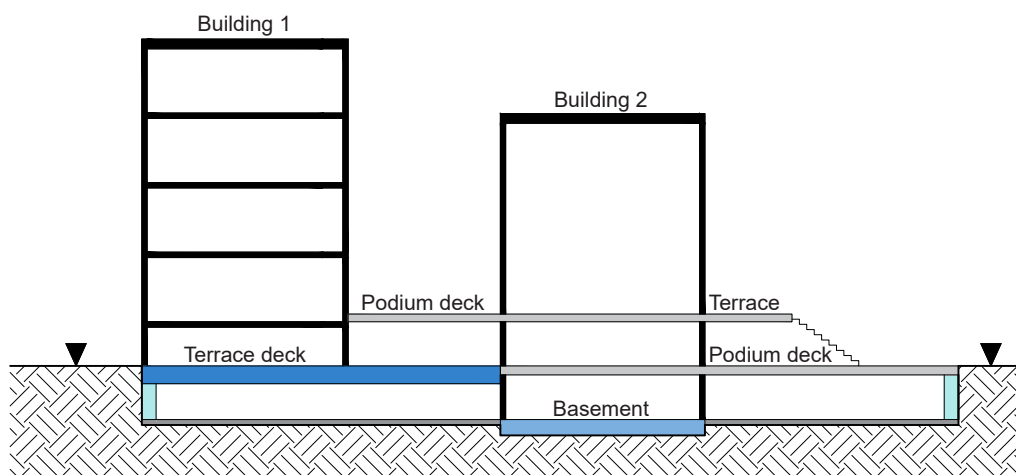 Building 1
Building 2
Podium deck
Terrace
Terrace deck
Podium deck
Basement